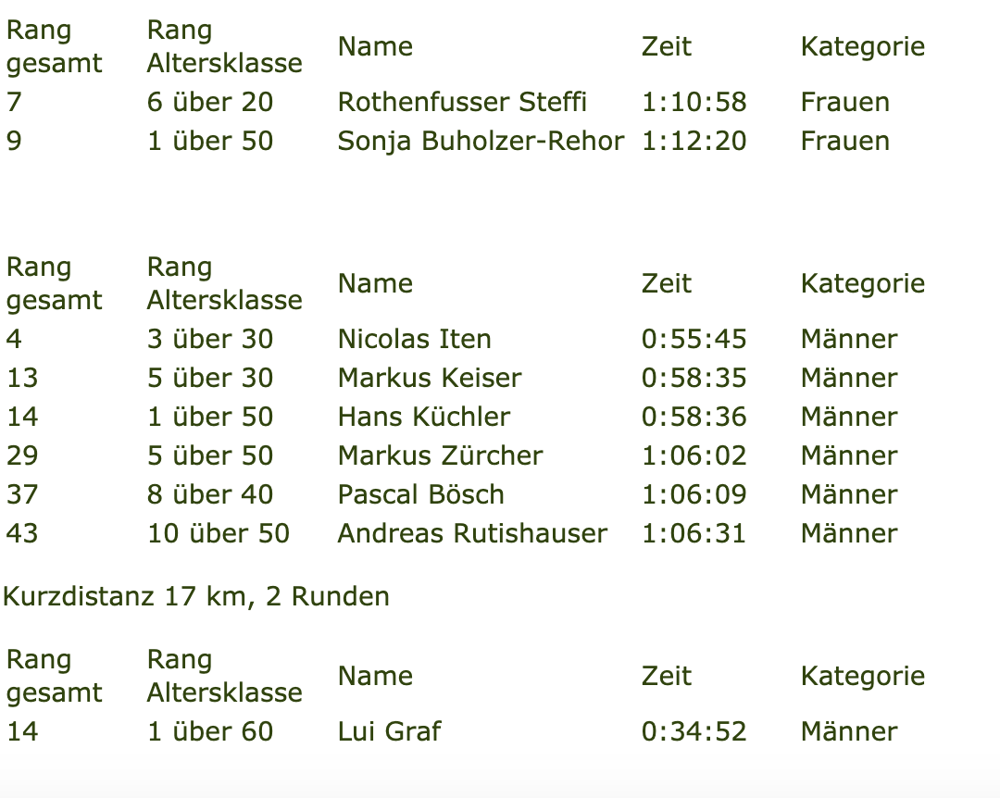 Rang gesamt Rang Altersklasse Name Zeit Kategorie
7 6 über 20 Rothenfusser Steffi 1:10:58 Frauen
9 1 über 50 Sonja Buholzer-Rehor 1:12:20 Frauen
Rang gesamt Rang Altersklasse Name Zeit Kategorie
4 3 über 30 Nicolas Iten 0:55:45 Männer
13 5 über 30 Markus Keiser 0:58:35 Männer
14 1 über 50 Hans Küchler 0:58:36 Männer
29 5 über 50 Markus Zürcher 1:06:02 Männer
37 8 über 40 Pascal Bösch 1:06:09 Männer
43 10 über 50 Andreas Rutishauser 1:06:31 Männer
Kurzdistanz 17 km, 2 Runden
Rang gesamt Rang Altersklasse Name Zeit Kategorie
14 1 über 60 Lui Graf 0:34:52 Männer